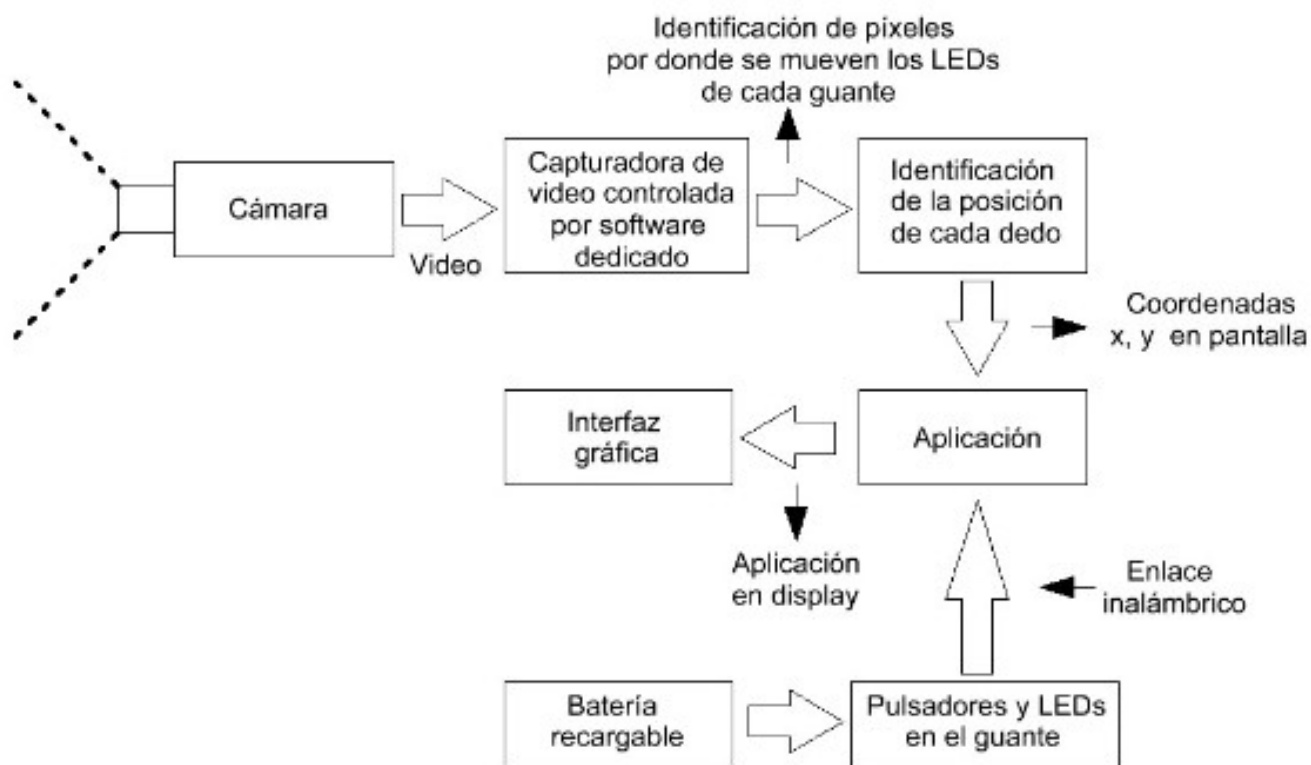 Identificación de píxeles
por donde se mueven los LEDs
de cada guante
Cámara
Video
Capturadora de
video controlada
por software
dedicado
Identificación
de la posición
de cada dedo
Coordenadas
x, y en pantalla
Interfaz
gráfica
Aplicación
Aplicación
en display
Enlace
inalámbrico
Batería
recargable
Pulsadores y LEDs
en el guante